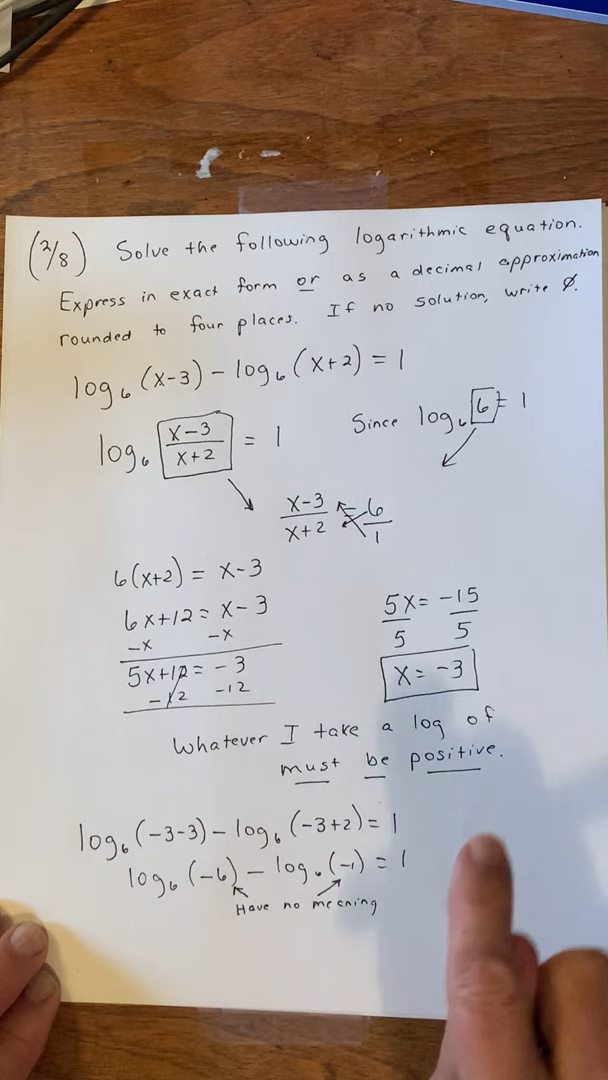 (2/8) Solve the following logarithmic equation.
Express in exact form or as a decimal approximation
rounded to four places. If no solution, write ∅.
log₆(x-3) - log₆(x+2) = 1
log₆ (x-3)/(x+2) = 1
Since log₆ 6 = 1
(x-3)/(x+2) = 6/1
6(x+2) = x-3
6x+12 = x-3
-x -x
5x+12 = -3
-12 -12
5x/5 = -15/5
x = -3
Whatever I take a log of
must be positive.
log₆(-3-3) - log₆(-3+2) = 1
log₆(-6) - log₆(-1) = 1
Have no meaning